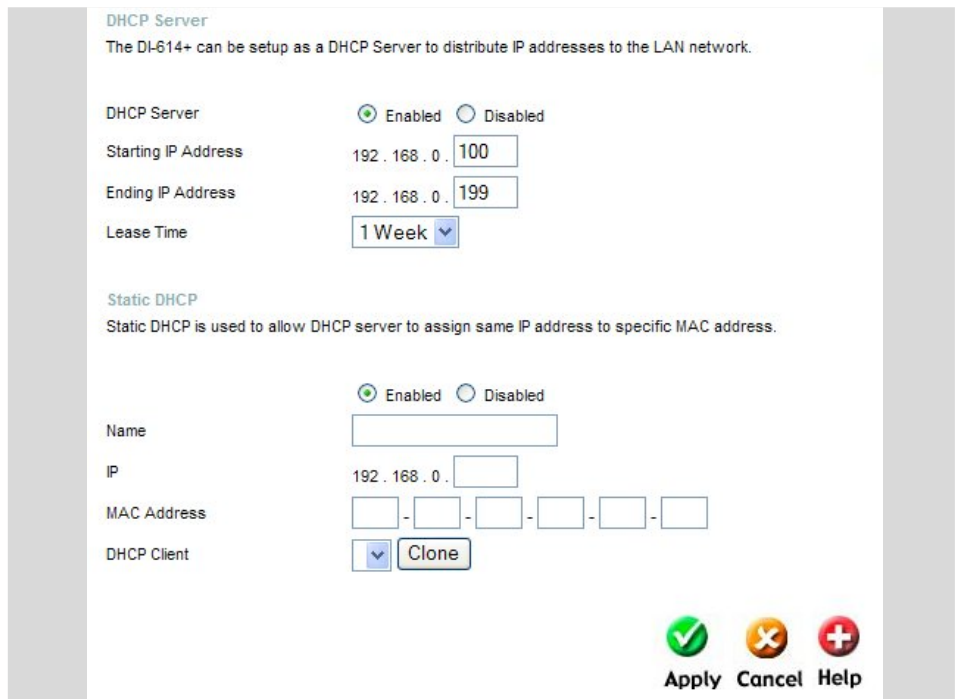 DHCP Server
The DI-614+ can be setup as a DHCP Server to distribute IP addresses to the LAN network.
DHCP Server Enabled Disabled
Starting IP Address 192 . 168 . 0 . 100
Ending IP Address 192 . 168 . 0 . 199
Lease Time 1 Week
Static DHCP
Static DHCP is used to allow DHCP server to assign same IP address to specific MAC address.
Enabled Disabled
Name
IP 192 . 168 . 0 .
MAC Address - - - - -
DHCP Client Clone
Apply Cancel Help